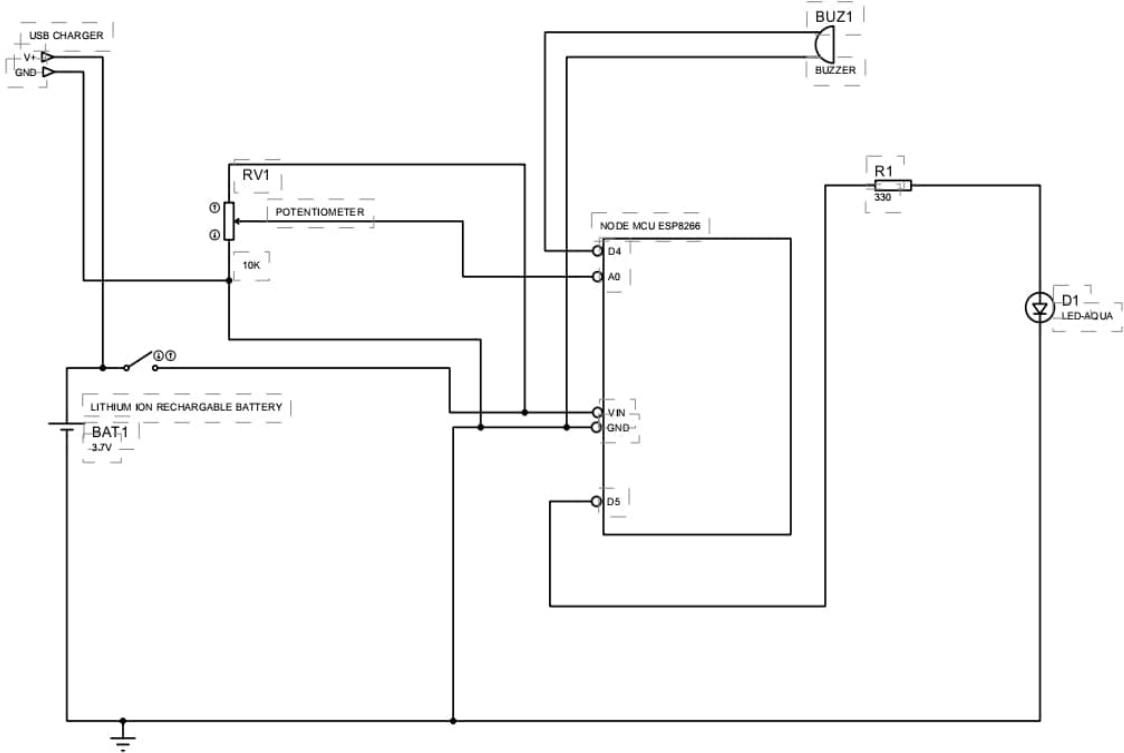 BUZ1
USB CHARGER
V+
GND
BUZZER
RV1
R1
330
POTENTIOMETER
NODE MCU ESP8266
D4
10K
A0
D1
LED-AQUA
LITHIUM ION RECHARGABLE BATTERY
BAT1
3.7V
VIN
GND
D5